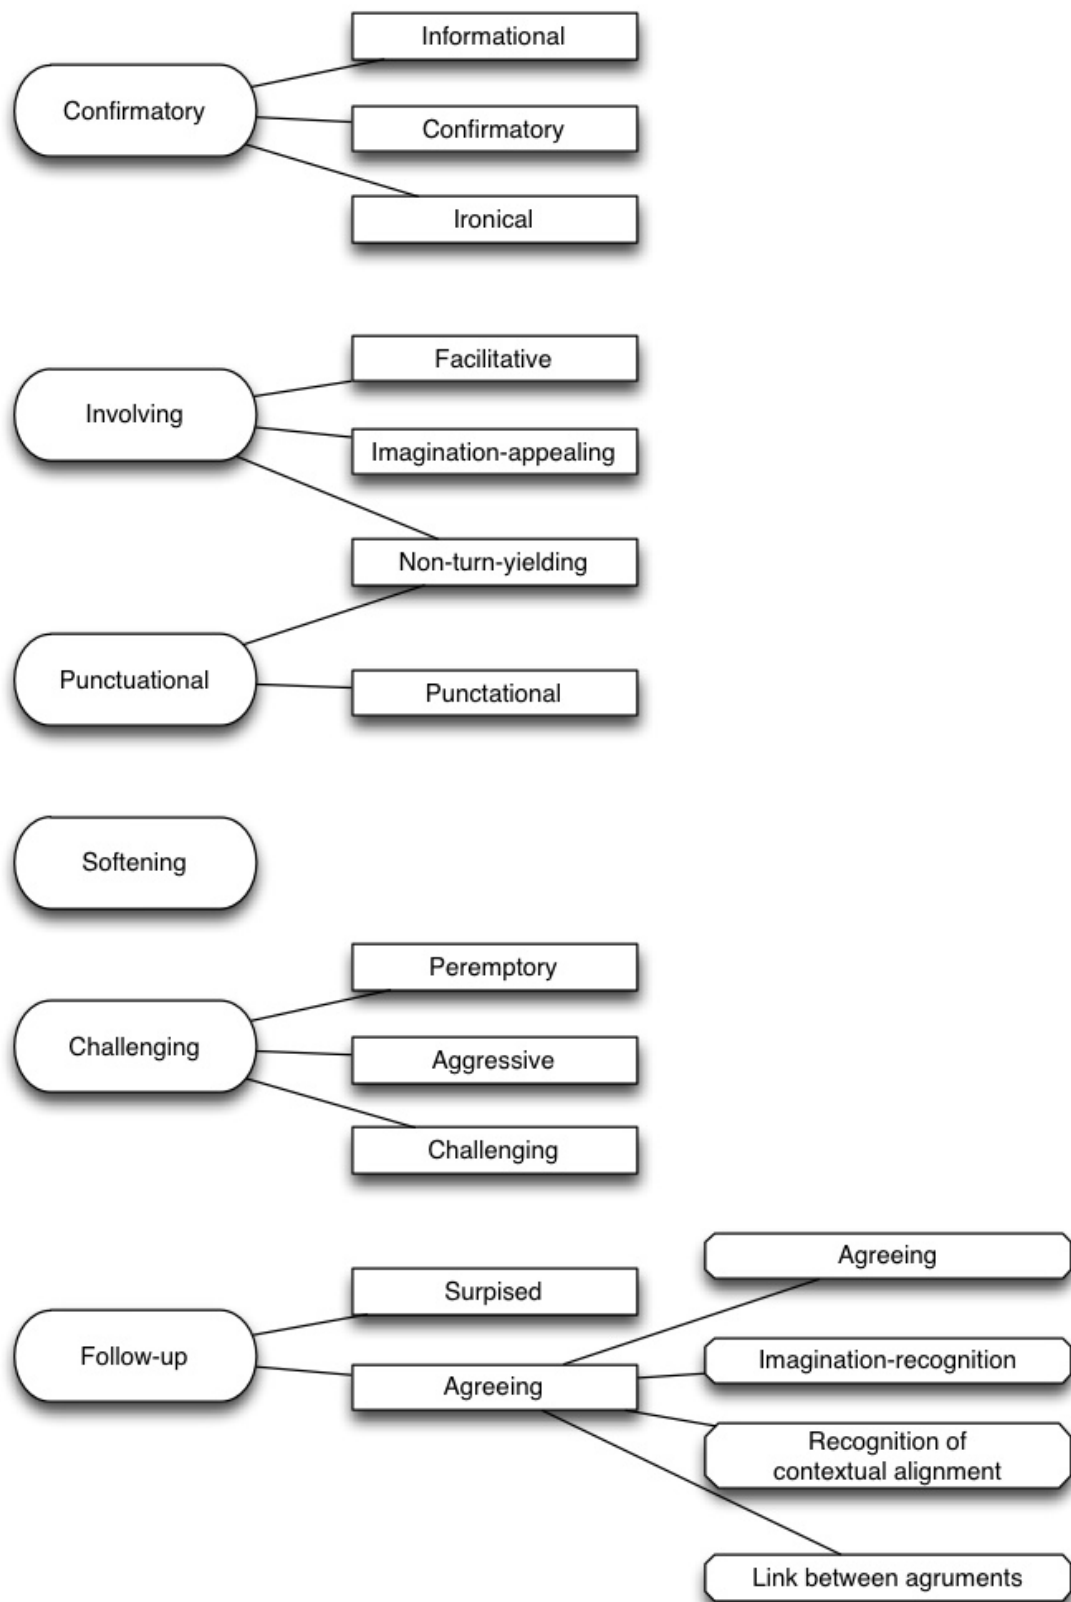 Informational
Confirmatory
Confirmatory
Ironical
Facilitative
Involving
Imagination-appealing
Non-turn-yielding
Punctuational
Punctational
Softening
Peremptory
Challenging
Aggressive
Challenging
Agreeing
Surpised
Follow-up
Imagination-recognition
Agreeing
Recognition of
contextual alignment
Link between agruments